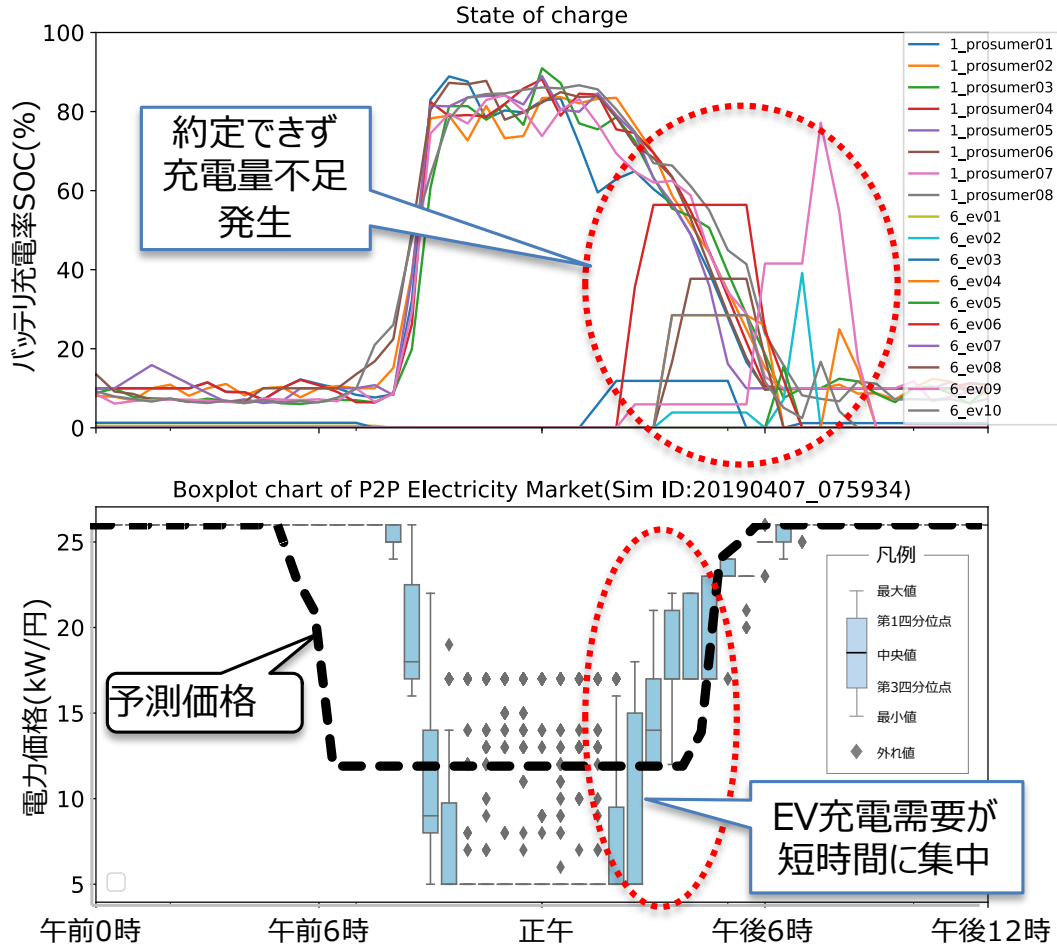 State of charge
100
80
60
40
20
0
バッテリ充電率SOC(%)
約定できず
充電量不足
発生
1_prosumer01
1_prosumer02
1_prosumer03
1_prosumer04
1_prosumer05
1_prosumer06
1_prosumer07
1_prosumer08
6_ev01
6_ev02
6_ev03
6_ev04
6_ev05
6_ev06
6_ev07
6_ev08
6_ev09
6_ev10
Boxplot chart of P2P Electricity Market(Sim ID:20190407_075934)
25
20
15
10
5
電力価格(kW/円)
予測価格
凡例
最大値
第1四分位点
中央値
第3四分位点
最小値
外れ値
EV充電需要が
短時間に集中
午前0時
午前6時
正午
午後6時
午後12時